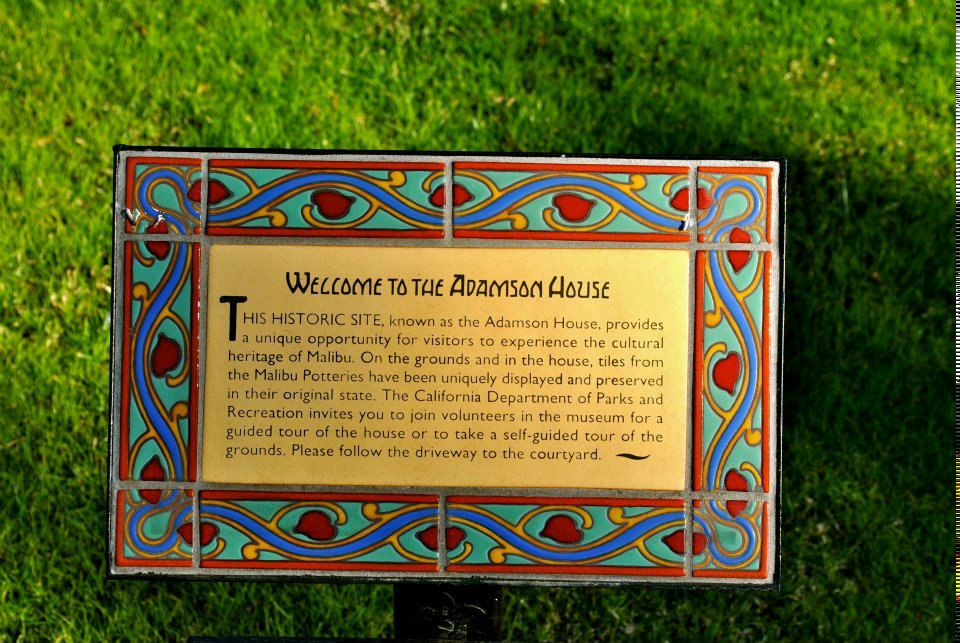 WELCOME TO THE ADAMSON HOUSE
THIS HISTORIC SITE, known as the Adamson House, provides
a unique opportunity for visitors to experience the cultural
heritage of Malibu. On the grounds and in the house, tiles from
the Malibu Potteries have been uniquely displayed and preserved
in their original state. The California Department of Parks and
Recreation invites you to join volunteers in the museum for a
guided tour of the house or to take a self-guided tour of the
grounds. Please follow the driveway to the courtyard.